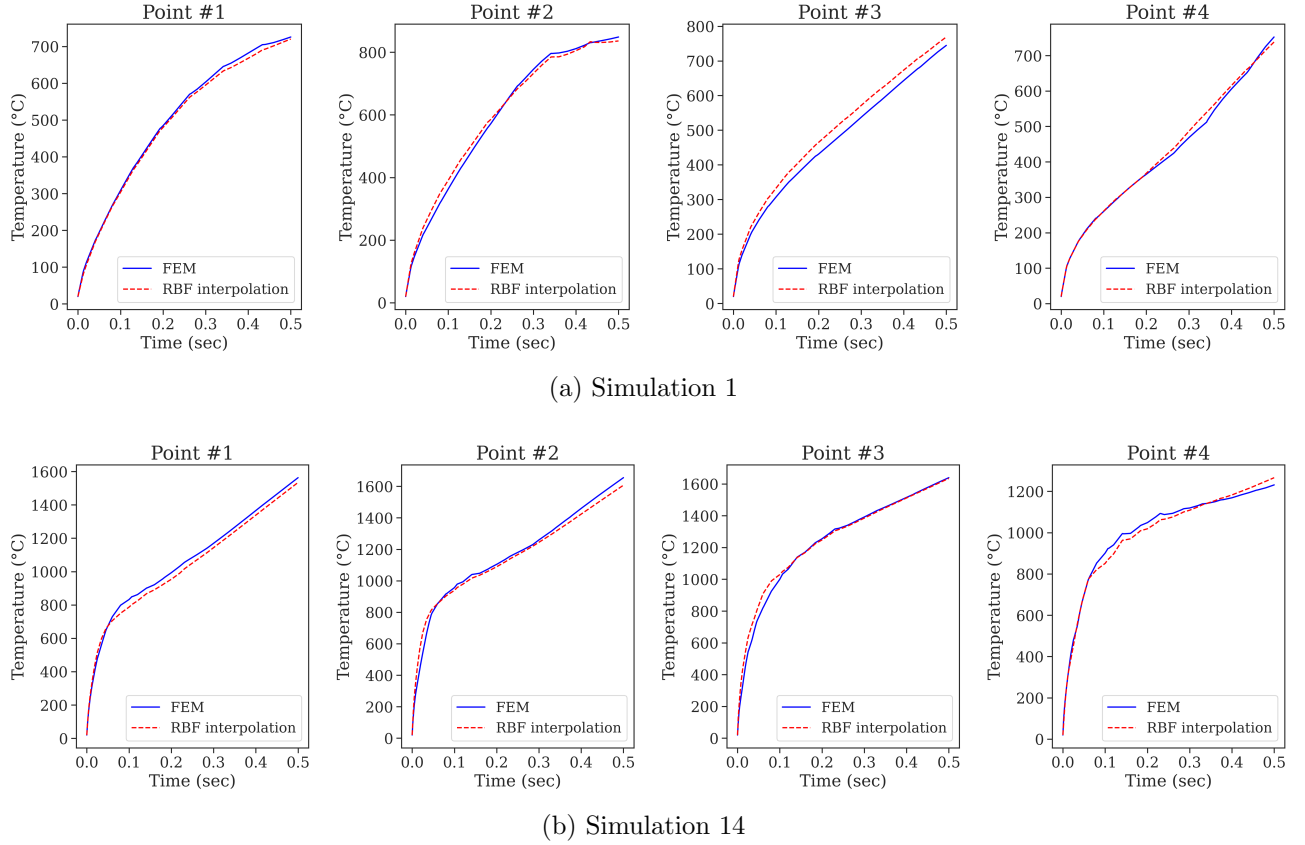 Point #1
Point #2
Point #3
Point #4
Temperature (°C)
700
600
500
400
300
200
100
0
FEM
RBF interpolation
0.0 0.1 0.2 0.3 0.4 0.5
Time (sec)
Temperature (°C)
800
600
400
200
0
FEM
RBF interpolation
0.0 0.1 0.2 0.3 0.4 0.5
Time (sec)
Temperature (°C)
800
700
600
500
400
300
200
100
0
FEM
RBF interpolation
0.0 0.1 0.2 0.3 0.4 0.5
Time (sec)
Temperature (°C)
700
600
500
400
300
200
100
0
FEM
RBF interpolation
0.0 0.1 0.2 0.3 0.4 0.5
Time (sec)
(a) Simulation 1
Point #1
Point #2
Point #3
Point #4
Temperature (°C)
1600
1400
1200
1000
800
600
400
200
0
FEM
RBF interpolation
0.0 0.1 0.2 0.3 0.4 0.5
Time (sec)
Temperature (°C)
1600
1400
1200
1000
800
600
400
200
0
FEM
RBF interpolation
0.0 0.1 0.2 0.3 0.4 0.5
Time (sec)
Temperature (°C)
1600
1400
1200
1000
800
600
400
200
0
FEM
RBF interpolation
0.0 0.1 0.2 0.3 0.4 0.5
Time (sec)
Temperature (°C)
1200
1000
800
600
400
200
0
FEM
RBF interpolation
0.0 0.1 0.2 0.3 0.4 0.5
Time (sec)
(b) Simulation 14